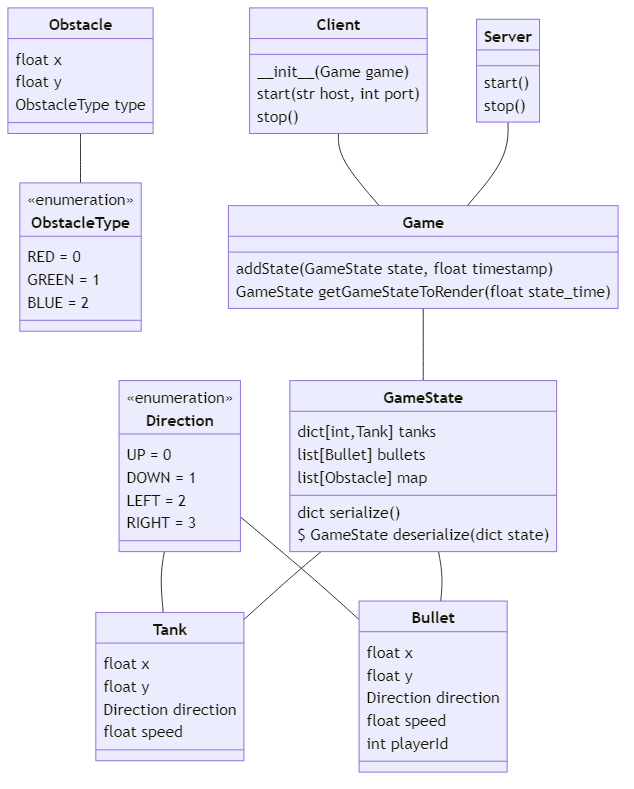 Obstacle
float x
float y
ObstacleType type
Client
__init__(Game game)
start(str host, int port)
stop()
Server
start()
stop()
«enumeration»
ObstacleType
RED = 0
GREEN = 1
BLUE = 2
Game
addState(GameState state, float timestamp)
GameState getGameStateToRender(float state_time)
«enumeration»
Direction
UP = 0
DOWN = 1
LEFT = 2
RIGHT = 3
GameState
dict[int,Tank] tanks
list[Bullet] bullets
list[Obstacle] map
dict serialize()
$ GameState deserialize(dict state)
Tank
float x
float y
Direction direction
float speed
Bullet
float x
float y
Direction direction
float speed
int playerId